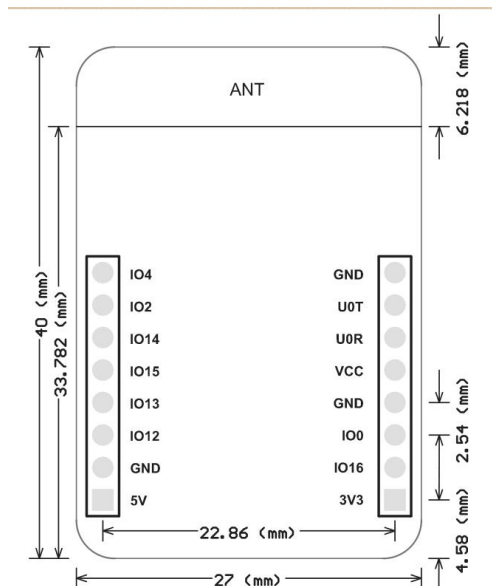 ANT
6.218 (mm)
40 (mm)
33.782 (mm)
IO4
IO2
IO14
IO15
IO13
IO12
GND
5V
GND
U0T
U0R
VCC
GND
IO0
IO16
3V3
2.54 (mm)
4.58 (mm)
22.86 (mm)
27 (mm)